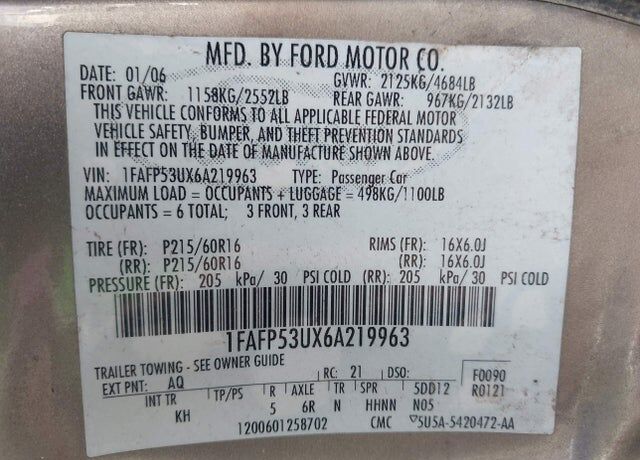 MFD. BY FORD MOTOR CO.
DATE: 01/06 GVWR: 2125KG/4684LB
FRONT GAWR: 1158KG/2552LB REAR GAWR: 967KG/2132LB
THIS VEHICLE CONFORMS TO ALL APPLICABLE FEDERAL MOTOR
VEHICLE SAFETY, BUMPER, AND THEFT PREVENTION STANDARDS
IN EFFECT ON THE DATE OF MANUFACTURE SHOWN ABOVE.
VIN: 1FAFP53UX6A219963 TYPE: Passenger Car
MAXIMUM LOAD = OCCUPANTS + LUGGAGE = 498KG/1100LB
OCCUPANTS = 6 TOTAL; 3 FRONT, 3 REAR
TIRE (FR): P215/60R16 RIMS (FR): 16X6.0J
(RR): P215/60R16 (RR): 16X6.0J
PRESSURE (FR): 205 kPa/ 30 PSI COLD (RR): 205 kPa/ 30 PSI COLD
1FAFP53UX6A219963
TRAILER TOWING - SEE OWNER GUIDE
EXT PNT: AQ RC: 21 DSO: F0090
INT TR TP/PS R AXLE TR SPR 5DD12 R0121
KH 5 6R N HHNN N05
1200601258702 CMC 5U5A-5420472-AA